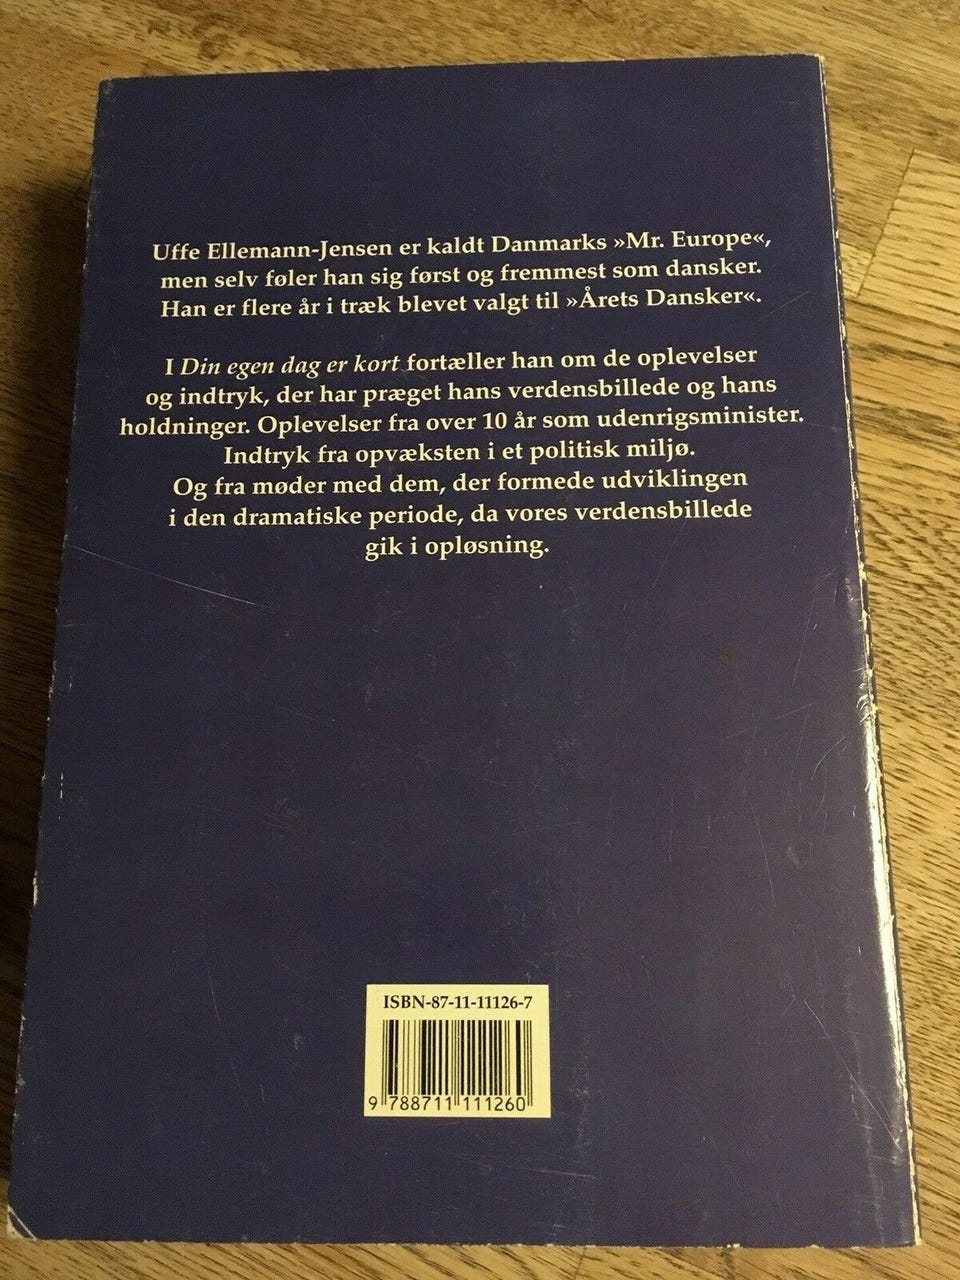 Uffe Ellemann-Jensen er kaldt Danmarks »Mr. Europe«,
men selv føler han sig først og fremmest som dansker.
Han er flere år i træk blevet valgt til »Årets Dansker«.
I Din egen dag er kort fortæller han om de oplevelser
og indtryk, der har præget hans verdensbillede og hans
holdninger. Oplevelser fra over 10 år som udenrigsminister.
Indtryk fra opvæksten i et politisk miljø.
Og fra møder med dem, der formede udviklingen
i den dramatiske periode, da vores verdensbillede
gik i opløsning.
ISBN-87-11-11126-7
9 788711 111260